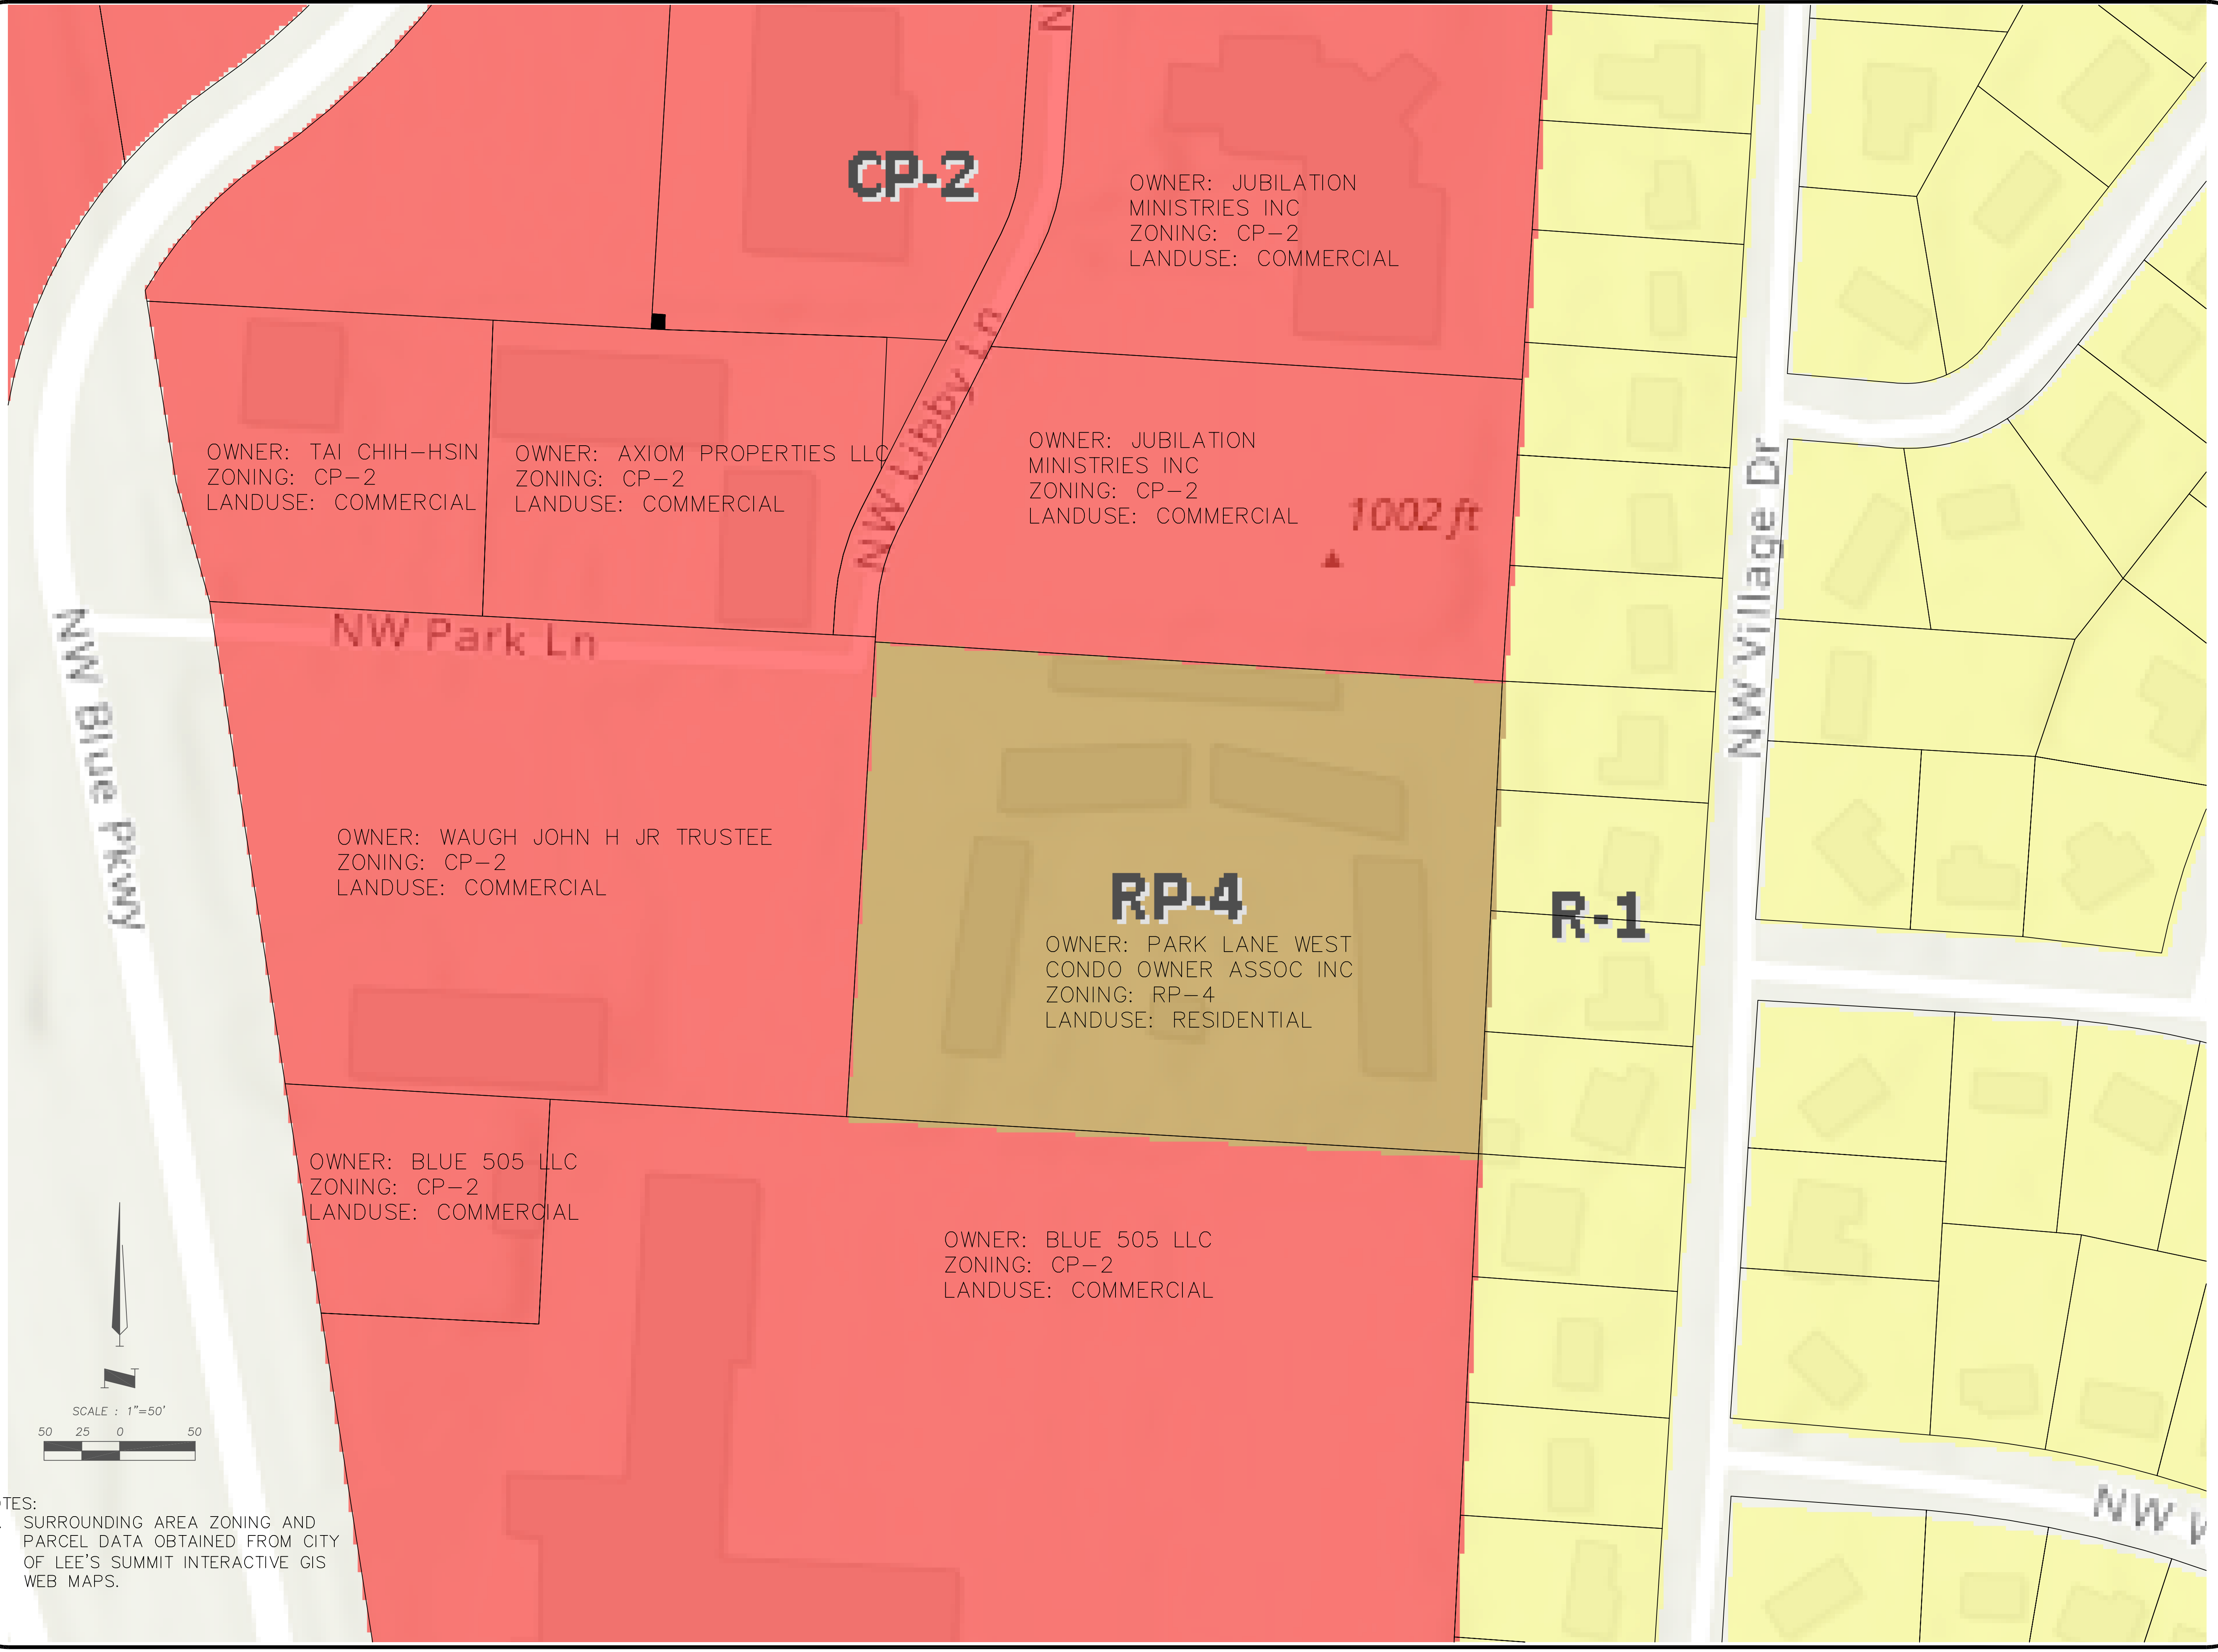 CP-2
OWNER: JUBILATION
MINISTRIES INC
ZONING: CP-2
LANDUSE: COMMERCIAL
NW Libby Ln
OWNER: TAI CHIH-HSIN
ZONING: CP-2
LANDUSE: COMMERCIAL
OWNER: AXIOM PROPERTIES LLC
ZONING: CP-2
LANDUSE: COMMERCIAL
OWNER: JUBILATION
MINISTRIES INC
ZONING: CP-2
LANDUSE: COMMERCIAL
1002 ft
NW Village Dr
NW Park Ln
NW Blue Pkwy
OWNER: WAUGH JOHN H JR TRUSTEE
ZONING: CP-2
LANDUSE: COMMERCIAL
RP-4
OWNER: PARK LANE WEST
CONDO OWNER ASSOC INC
ZONING: RP-4
LANDUSE: RESIDENTIAL
R-1
OWNER: BLUE 505 LLC
ZONING: CP-2
LANDUSE: COMMERCIAL
OWNER: BLUE 505 LLC
ZONING: CP-2
LANDUSE: COMMERCIAL
N
SCALE : 1"=50'
50 25 0 50
NW
TES:
SURROUNDING AREA ZONING AND
PARCEL DATA OBTAINED FROM CITY
OF LEE'S SUMMIT INTERACTIVE GIS
WEB MAPS.